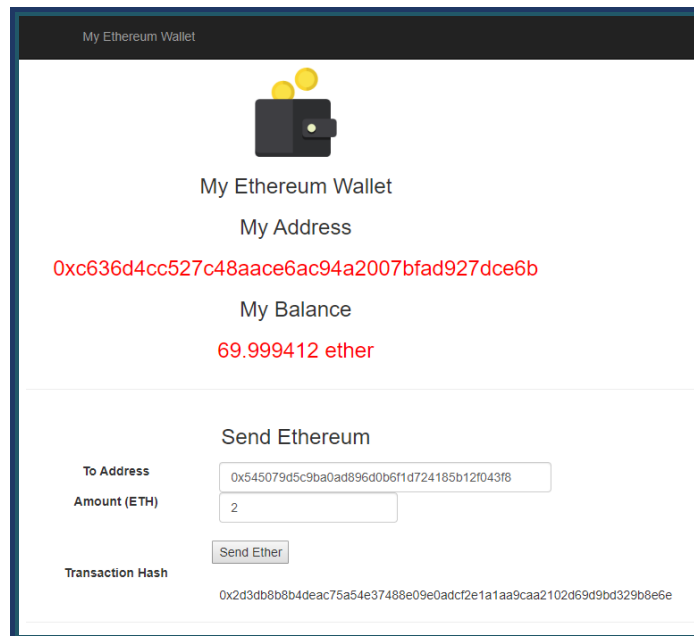 My Ethereum Wallet
My Ethereum Wallet
My Address
0xc636d4cc527c48aace6ac94a2007bfad927dce6b
My Balance
69.999412 ether
Send Ethereum
To Address 0x545079d5c9ba0ad896d0b6f1d724185b12f043f8
Amount (ETH) 2
Send Ether
Transaction Hash
0x2d3db8b8b4deac75a54e37488e09e0adcf2e1a1aa9caa2102d69d9bd329b8e6e